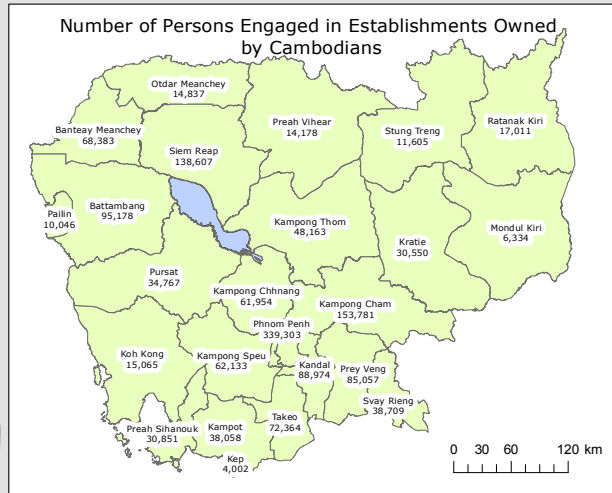 Number of Persons Engaged in Establishments Owned
by Cambodians
Otdar Meanchey
14,837
Banteay Meanchey
68,383
Siem Reap
138,607
Preah Vihear
14,178
Stung Treng
11,605
Ratanak Kiri
17,011
Battambang
95,178
Pailin
10,046
Kampong Thom
48,163
Kratie
30,550
Mondul Kiri
6,334
Pursat
34,767
Kampong Chhnang
61,954
Kampong Cham
153,781
Phnom Penh
339,303
Koh Kong
15,065
Kampong Speu
62,133
Kandal
88,974
Prey Veng
85,057
Svay Rieng
38,709
Preah Sihanouk
30,851
Kampot
38,058
Takeo
72,364
Kep
4,002
0 30 60 120 km